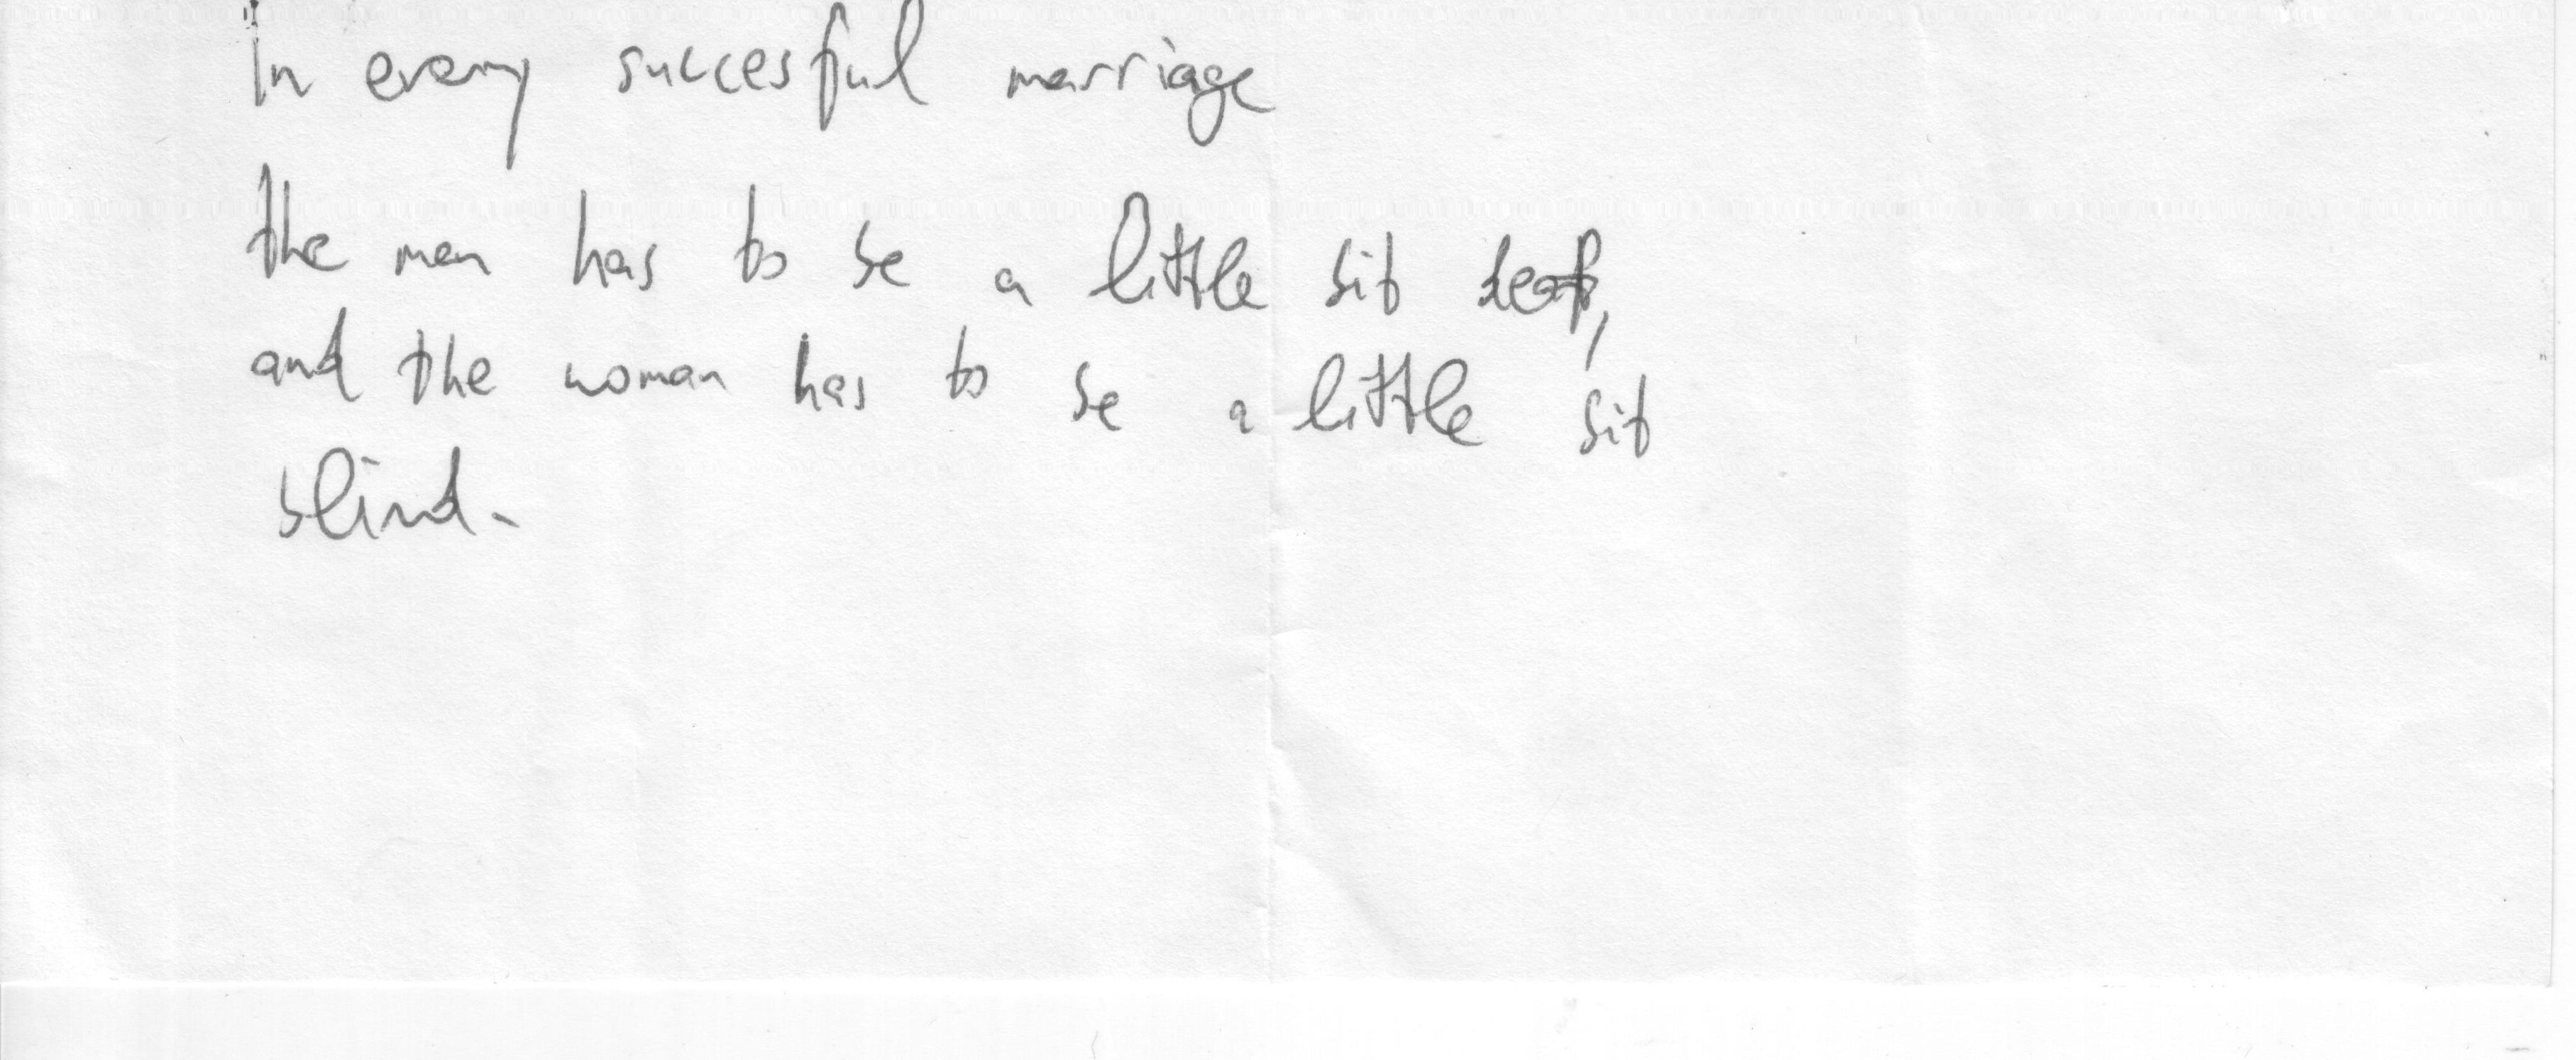 In every succesful marriage
the man has to be a little bit deaf,
and the woman has to be a little bit
blind.